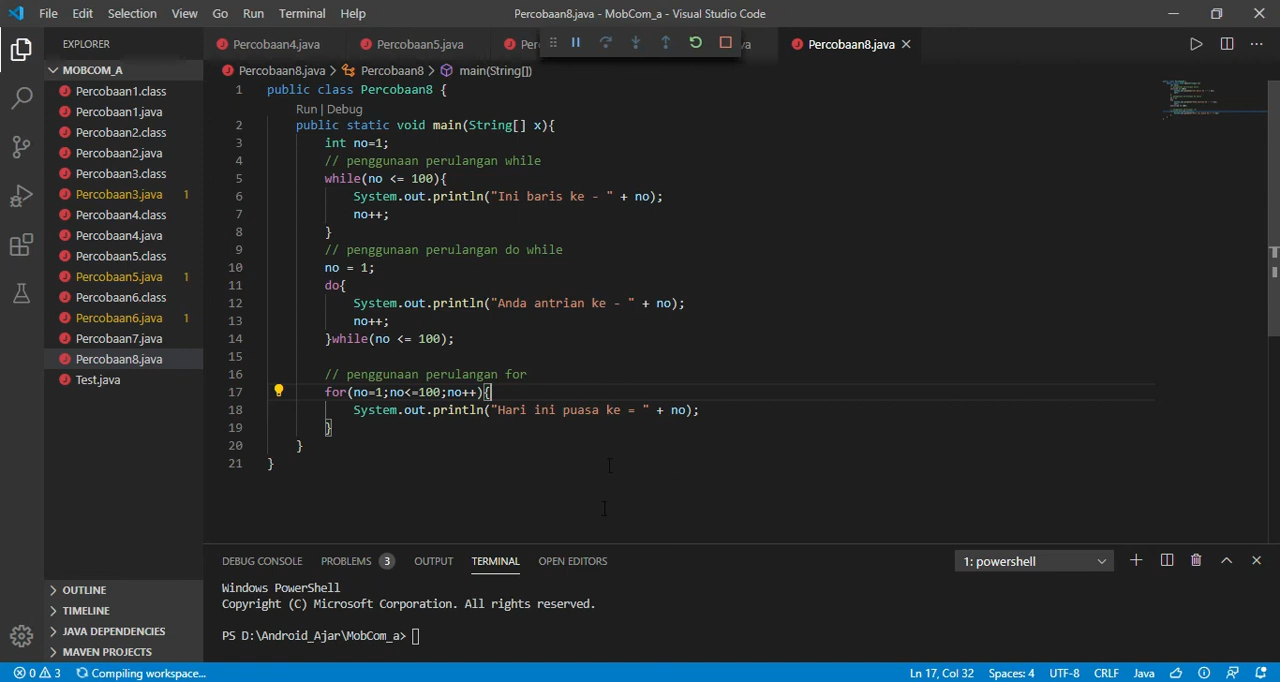 File Edit Selection View Go Run Terminal Help
Percobaan8.java - MobCom_a - Visual Studio Code
EXPLORER
MOBCOM_A
Percobaan1.class
Percobaan1.java
Percobaan2.class
Percobaan2.java
Percobaan3.class
Percobaan3.java 1
Percobaan4.class
Percobaan4.java
Percobaan5.class
Percobaan5.java 1
Percobaan6.class
Percobaan6.java 1
Percobaan7.java
Percobaan8.java
Test.java
OUTLINE
TIMELINE
JAVA DEPENDENCIES
MAVEN PROJECTS
Percobaan4.java Percobaan5.java Per va Percobaan8.java
Percobaan8.java > Percobaan8 > main(String[])
1 public class Percobaan8 {
Run | Debug
2 public static void main(String[] x){
3 int no=1;
4 // penggunaan perulangan while
5 while(no <= 100){
6 System.out.println("Ini baris ke - " + no);
7 no++;
8 }
9 // penggunaan perulangan do while
10 no = 1;
11 do{
12 System.out.println("Anda antrian ke - " + no);
13 no++;
14 }while(no <= 100);
15
16 // penggunaan perulangan for
17 for(no=1;no<=100;no++){
18 System.out.println("Hari ini puasa ke = " + no);
19 }
20 }
21 }
DEBUG CONSOLE PROBLEMS 3 OUTPUT TERMINAL OPEN EDITORS 1: powershell
Windows PowerShell
Copyright (C) Microsoft Corporation. All rights reserved.
PS D:\Android_Ajar\MobCom_a>
0 3 Compiling workspace... Ln 17, Col 32 Spaces: 4 UTF-8 CRLF Java